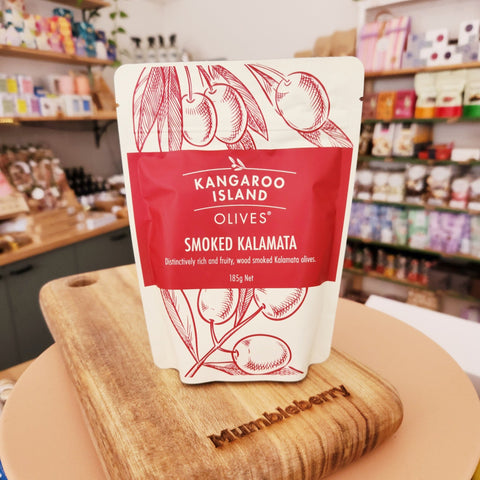 KANGAROO
ISLAND
OLIVES®
SMOKED KALAMATA
Distinctively rich and fruity, wood smoked Kalamata olives.
185g Net
Mumbleberry